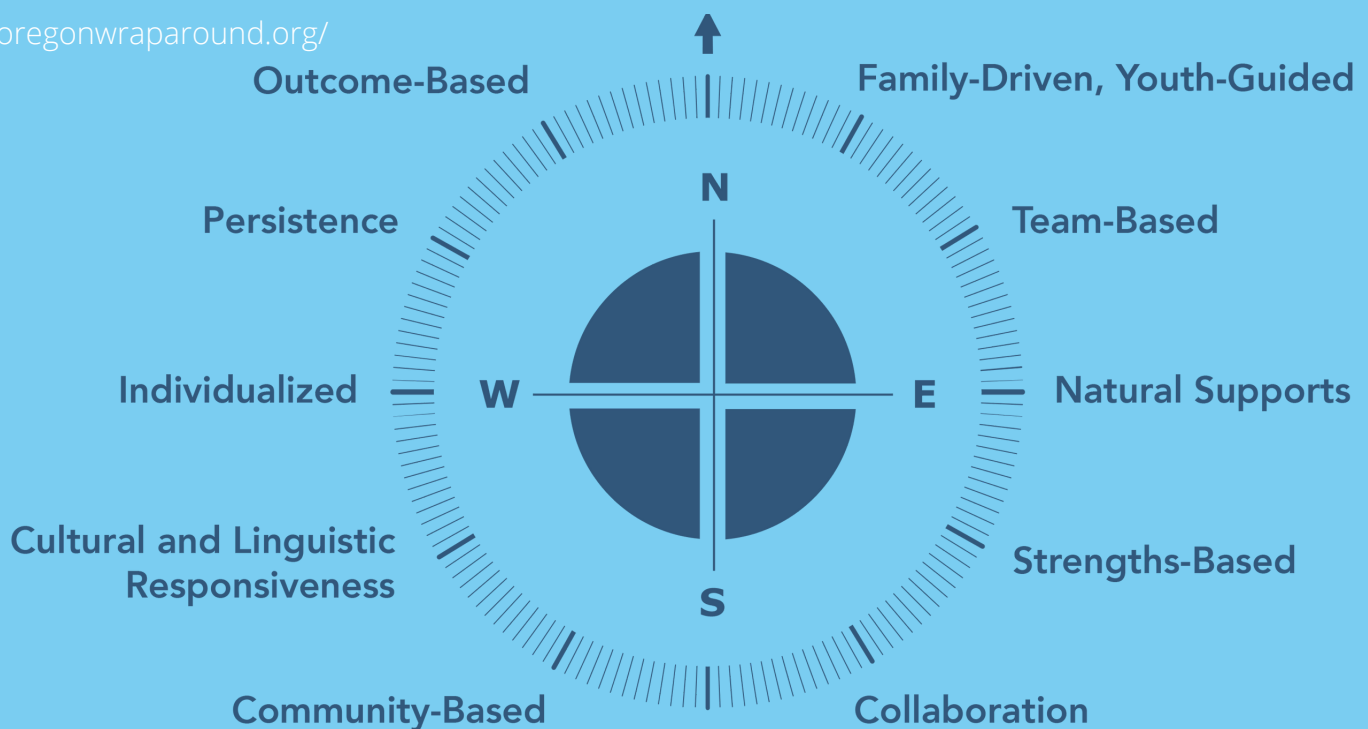 oregonwraparound.org/
Outcome-Based
Family-Driven, Youth-Guided
N
Persistence
Team-Based
Individualized
W
E
Natural Supports
Cultural and Linguistic
Responsiveness
Strengths-Based
S
Community-Based
Collaboration